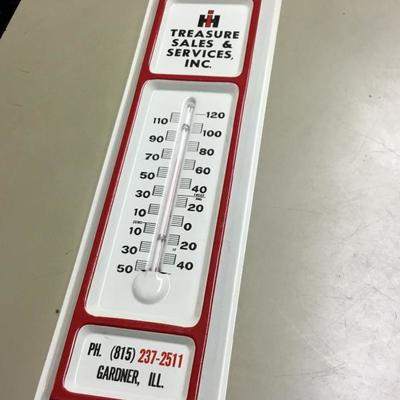 IH
TREASURE
SALES &
SERVICES,
INC.
120
110
100
90
80
70
60
50
40
30
20
10
0
10
20
30
40
50
PH. (815) 237-2511
GARDNER, ILL.